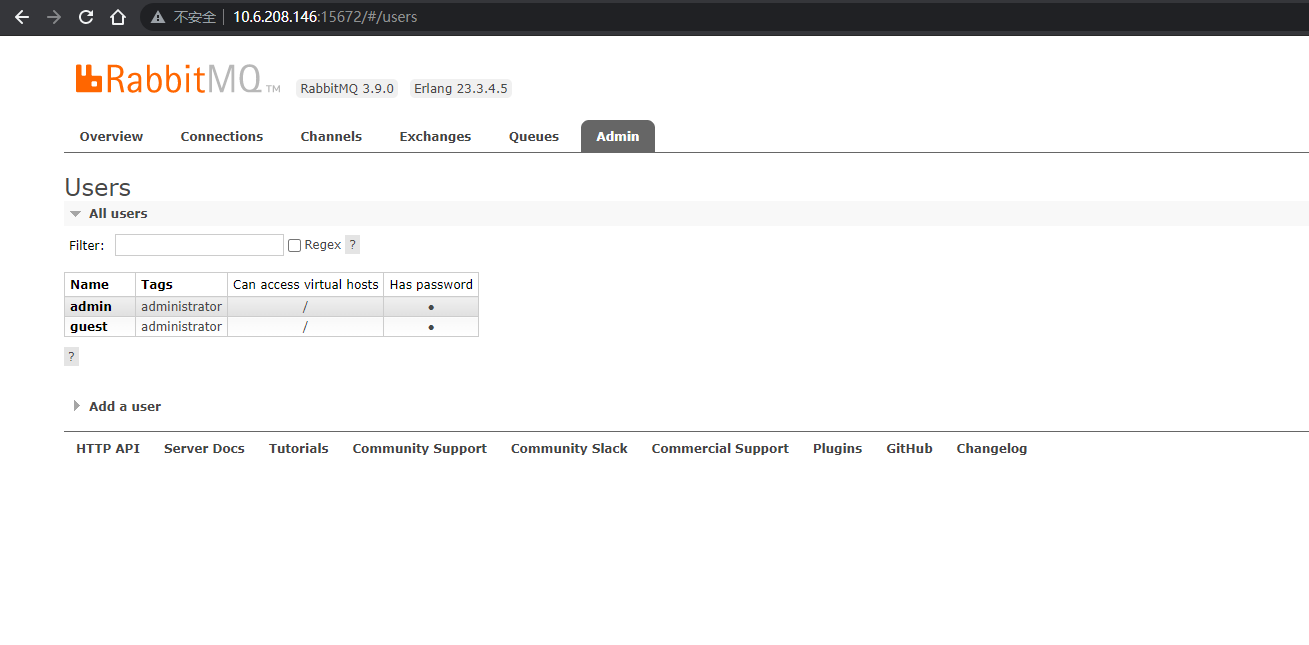 不安全 10.6.208.146:15672/#/users
RabbitMQ TM RabbitMQ 3.9.0 Erlang 23.3.4.5
Overview Connections Channels Exchanges Queues Admin
Users
All users
Filter: Regex ?
Name Tags Can access virtual hosts Has password
admin administrator / ●
guest administrator / ●
?
Add a user
HTTP API Server Docs Tutorials Community Support Community Slack Commercial Support Plugins GitHub Changelog